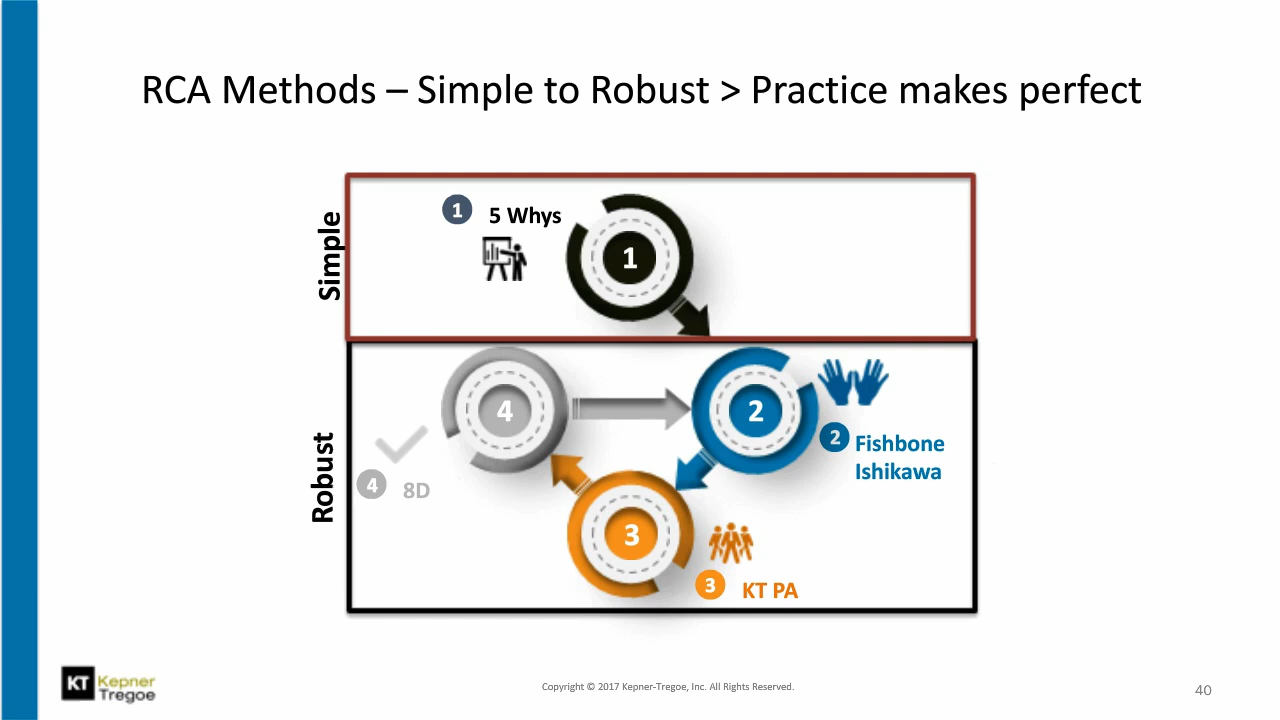 RCA Methods – Simple to Robust > Practice makes perfect
Simple
1 5 Whys
1
Robust
4
2
2 Fishbone
Ishikawa
4 8D
3
3 KT PA
KT Kepner
Tregoe
Copyright © 2017 Kepner-Tregoe, Inc. All Rights Reserved.
40